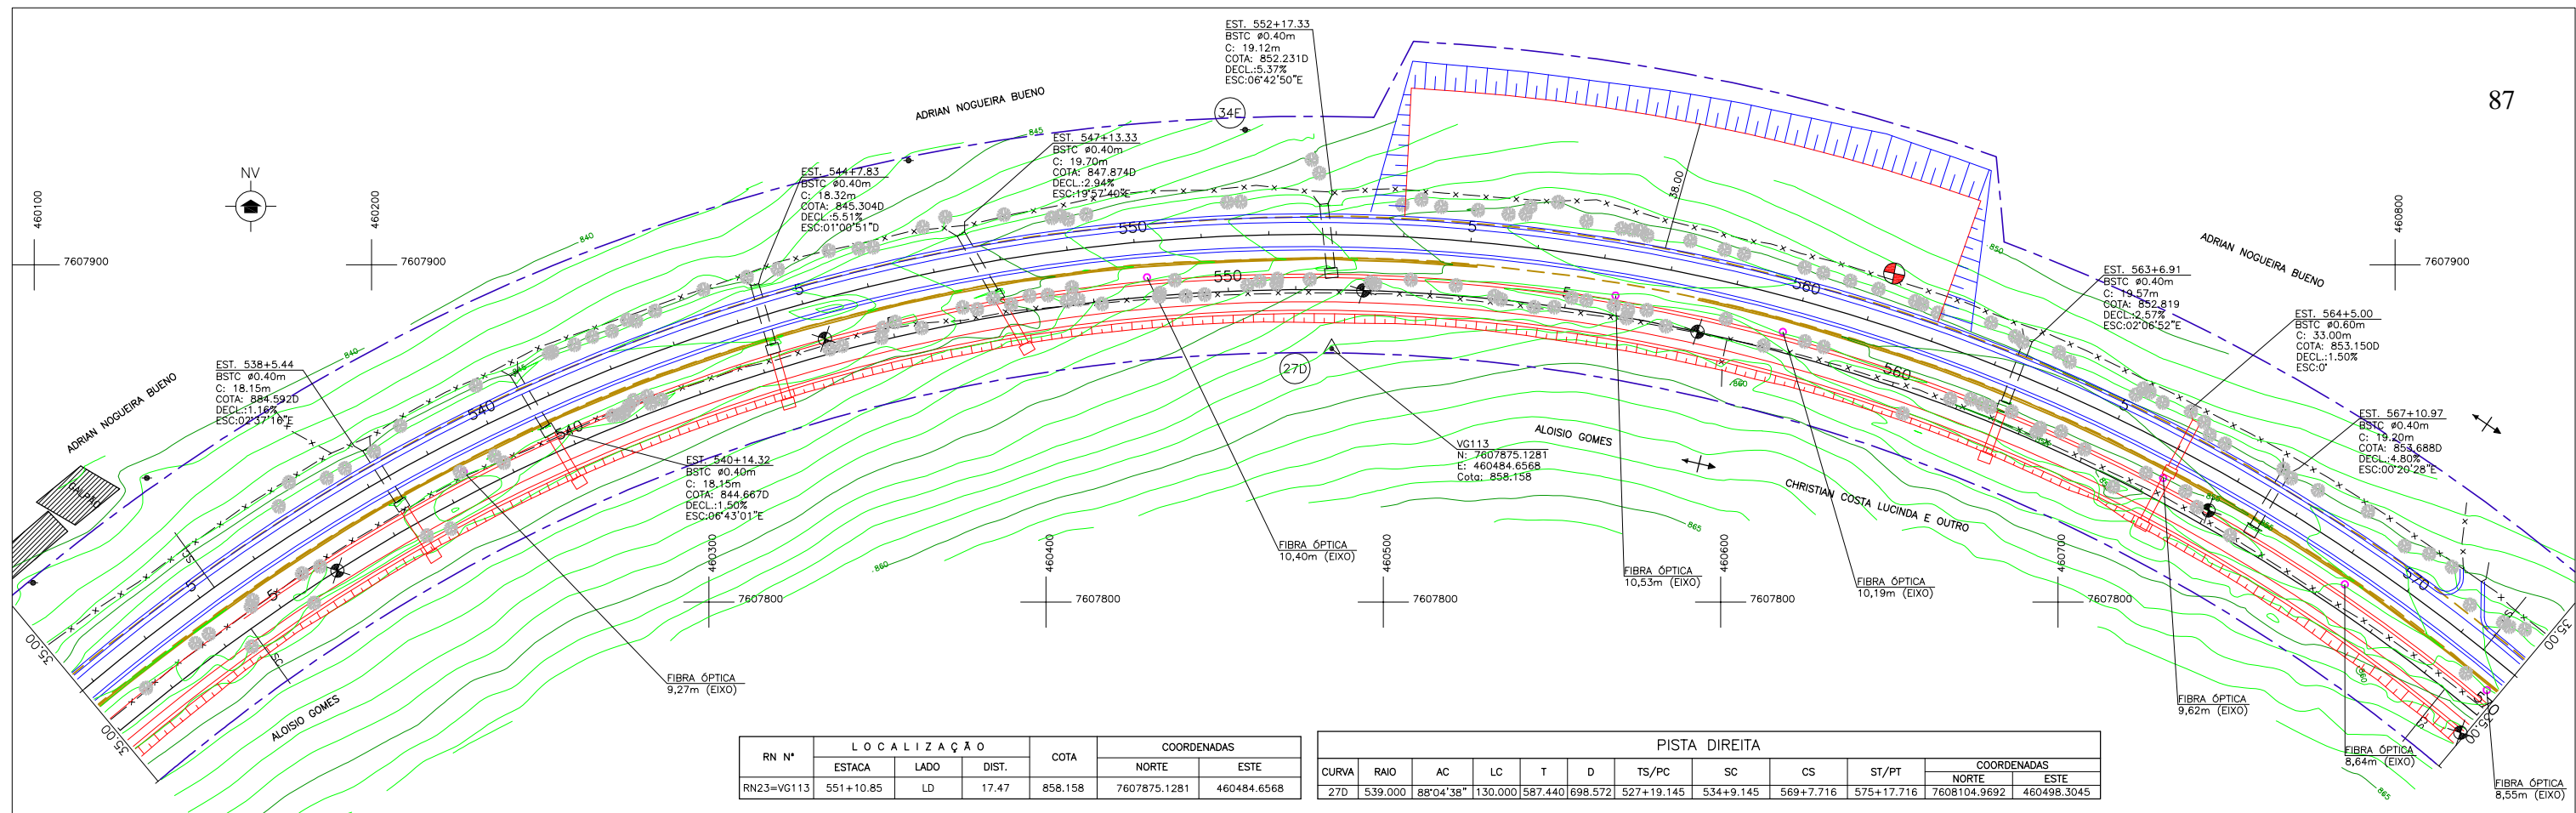 87
EST. 552+17.33
BSTC ø0.40m
C: 19.12m
COTA: 852.231D
DECL.:5.37%
ESC:06°42'50"E
ADRIAN NOGUEIRA BUENO
34E
845
EST. 547+13.33
BSTC ø0.40m
C: 19.70m
COTA: 847.874D
DECL.:2.94%
ESC:19°57'40"E
EST. 544+7.83
BSTC ø0.40m
C: 18.32m
COTA: 845.304D
DECL.:5.51%
ESC:01°00'51"D
NV
460100
7607900
460200
7607900
840
38.00
850
460800
7607900
ADRIAN NOGUEIRA BUENO
EST. 563+6.91
BSTC ø0.40m
C: 19.57m
COTA: 852.819
DECL.:2.57%
ESC:02°06'52"E
EST. 564+5.00
BSTC ø0.60m
C: 33.00m
COTA: 853.150D
DECL.:1.50%
ESC:0°
EST. 567+10.97
BSTC ø0.40m
C: 19.20m
COTA: 853.688D
DECL.:4.80%
ESC:00°20'28"E
ADRIAN NOGUEIRA BUENO
840
EST. 538+5.44
BSTC ø0.40m
C: 18.15m
COTA: 884.592D
DECL.:1.16%
ESC:02°37'16"E
GALPÃO
5
540
5
550
5
560
5
570
5
540
550
5
560
570
845
27D
860
EST. 540+14.32
BSTC ø0.40m
C: 18.15m
COTA: 844.667D
DECL.:1.50%
ESC:06°43'01"E
VG113
N: 7607875.1281
E: 460484.6568
Cota: 858.158
ALOISIO GOMES
CHRISTIAN COSTA LUCINDA E OUTRO
865
860
460300
7607800
460400
7607800
460500
7607800
460600
7607800
460700
7607800
FIBRA ÓPTICA
10,40m (EIXO)
FIBRA ÓPTICA
10,53m (EIXO)
FIBRA ÓPTICA
10,19m (EIXO)
FIBRA ÓPTICA
9,27m (EIXO)
FIBRA ÓPTICA
9,62m (EIXO)
FIBRA ÓPTICA
8,64m (EIXO)
FIBRA ÓPTICA
8,55m (EIXO)
SC
35.00
35.00
35.00
35.00
ALOISIO GOMES
860
865
RN N° LOCALIZAÇÃO COTA COORDENADAS
ESTACA LADO DIST. NORTE ESTE
RN23=VG113 551+10.85 LD 17.47 858.158 7607875.1281 460484.6568
PISTA DIREITA
CURVA RAIO AC LC T D TS/PC SC CS ST/PT COORDENADAS
NORTE ESTE
27D 539.000 88°04'38" 130.000 587.440 698.572 527+19.145 534+9.145 569+7.716 575+17.716 7608104.9692 460498.3045